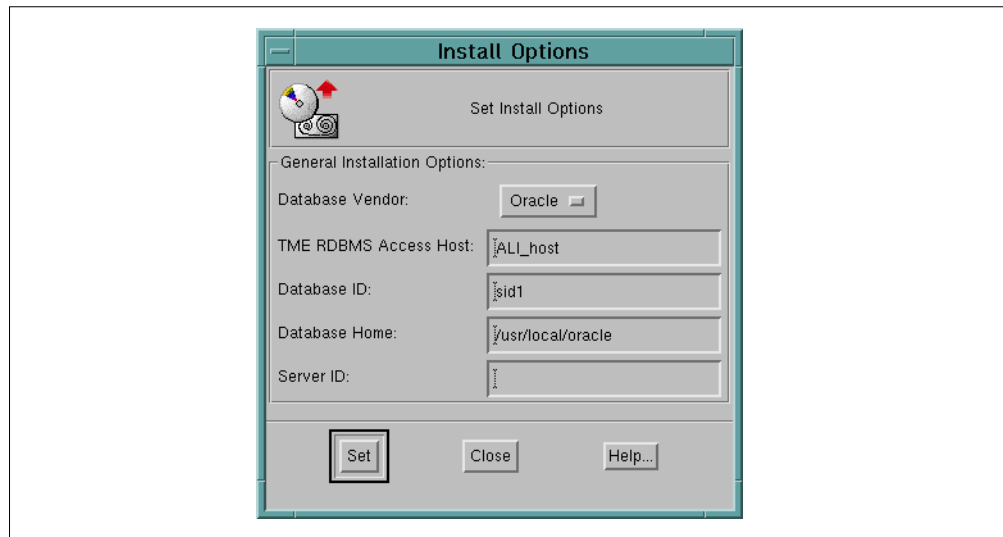 Install Options
Set Install Options
General Installation Options:
Database Vendor: Oracle
TME RDBMS Access Host: ALI_host
Database ID: sid1
Database Home: /usr/local/oracle
Server ID:
Set Close Help...